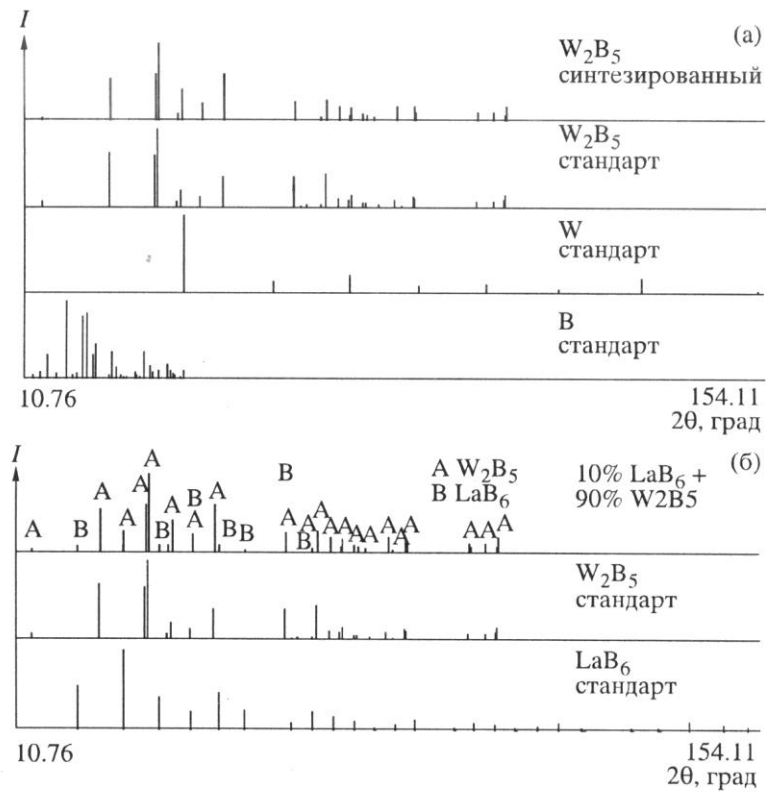 I
(а)
W₂B₅
синтезированный
W₂B₅
стандарт
W
стандарт
B
стандарт
10.76
154.11
2θ, град
I
(б)
A W₂B₅
B LaB₆
10% LaB₆ +
90% W2B5
A B A A A A B A B A A B B B A B A A A A A A A A A A A A
W₂B₅
стандарт
LaB₆
стандарт
10.76
154.11
2θ, град